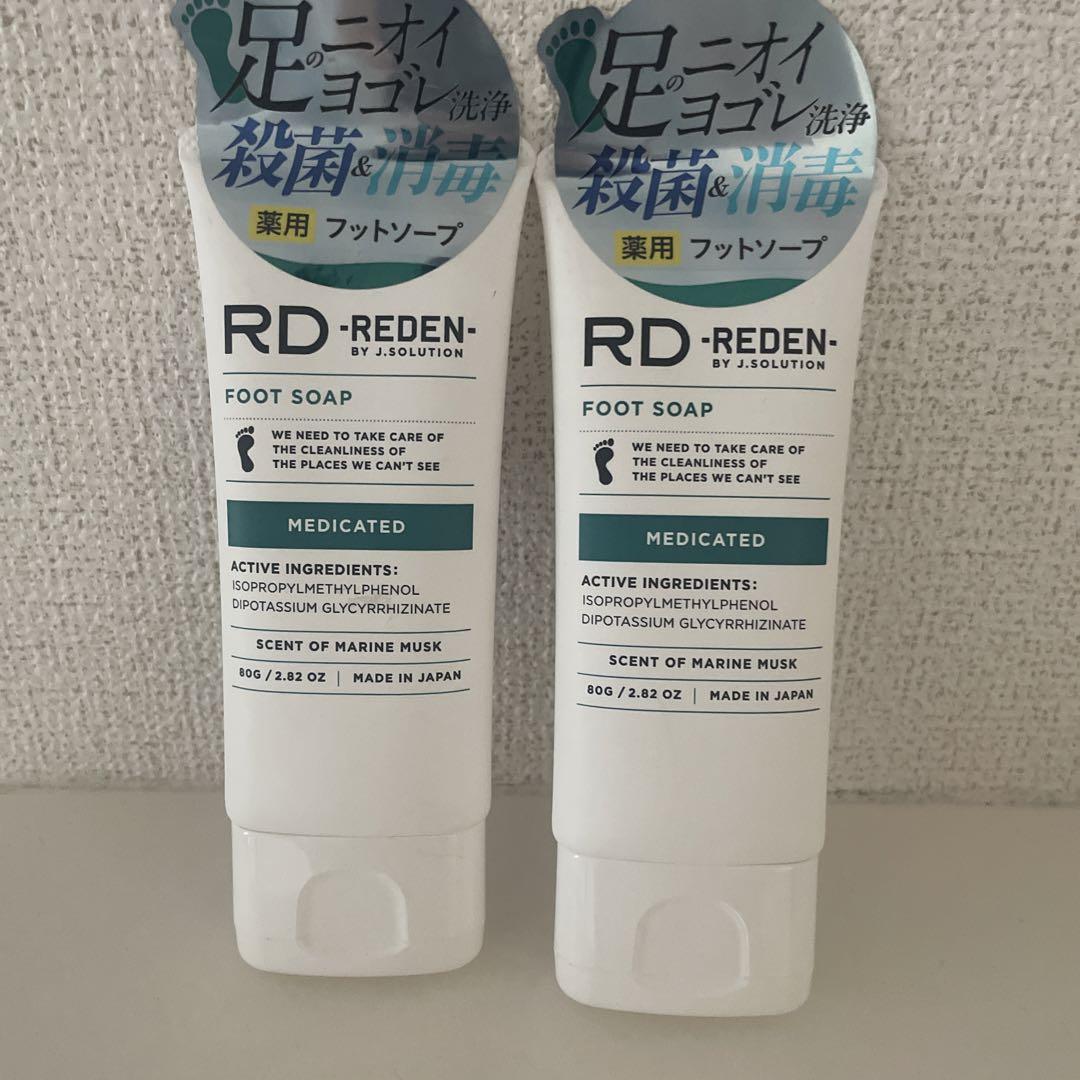 足のニオイ
ヨゴレ洗浄
殺菌&消毒
薬用 フットソープ
RD -REDEN-
BY J.SOLUTION
FOOT SOAP
WE NEED TO TAKE CARE OF
THE CLEANLINESS OF
THE PLACES WE CAN'T SEE
MEDICATED
ACTIVE INGREDIENTS:
ISOPROPYLMETHYLPHENOL
DIPOTASSIUM GLYCYRRHIZINATE
SCENT OF MARINE MUSK
80G / 2.82 OZ | MADE IN JAPAN
足のニオイ
ヨゴレ洗浄
殺菌&消毒
薬用 フットソープ
RD -REDEN-
BY J.SOLUTION
FOOT SOAP
WE NEED TO TAKE CARE OF
THE CLEANLINESS OF
THE PLACES WE CAN'T SEE
MEDICATED
ACTIVE INGREDIENTS:
ISOPROPYLMETHYLPHENOL
DIPOTASSIUM GLYCYRRHIZINATE
SCENT OF MARINE MUSK
80G / 2.82 OZ | MADE IN JAPAN